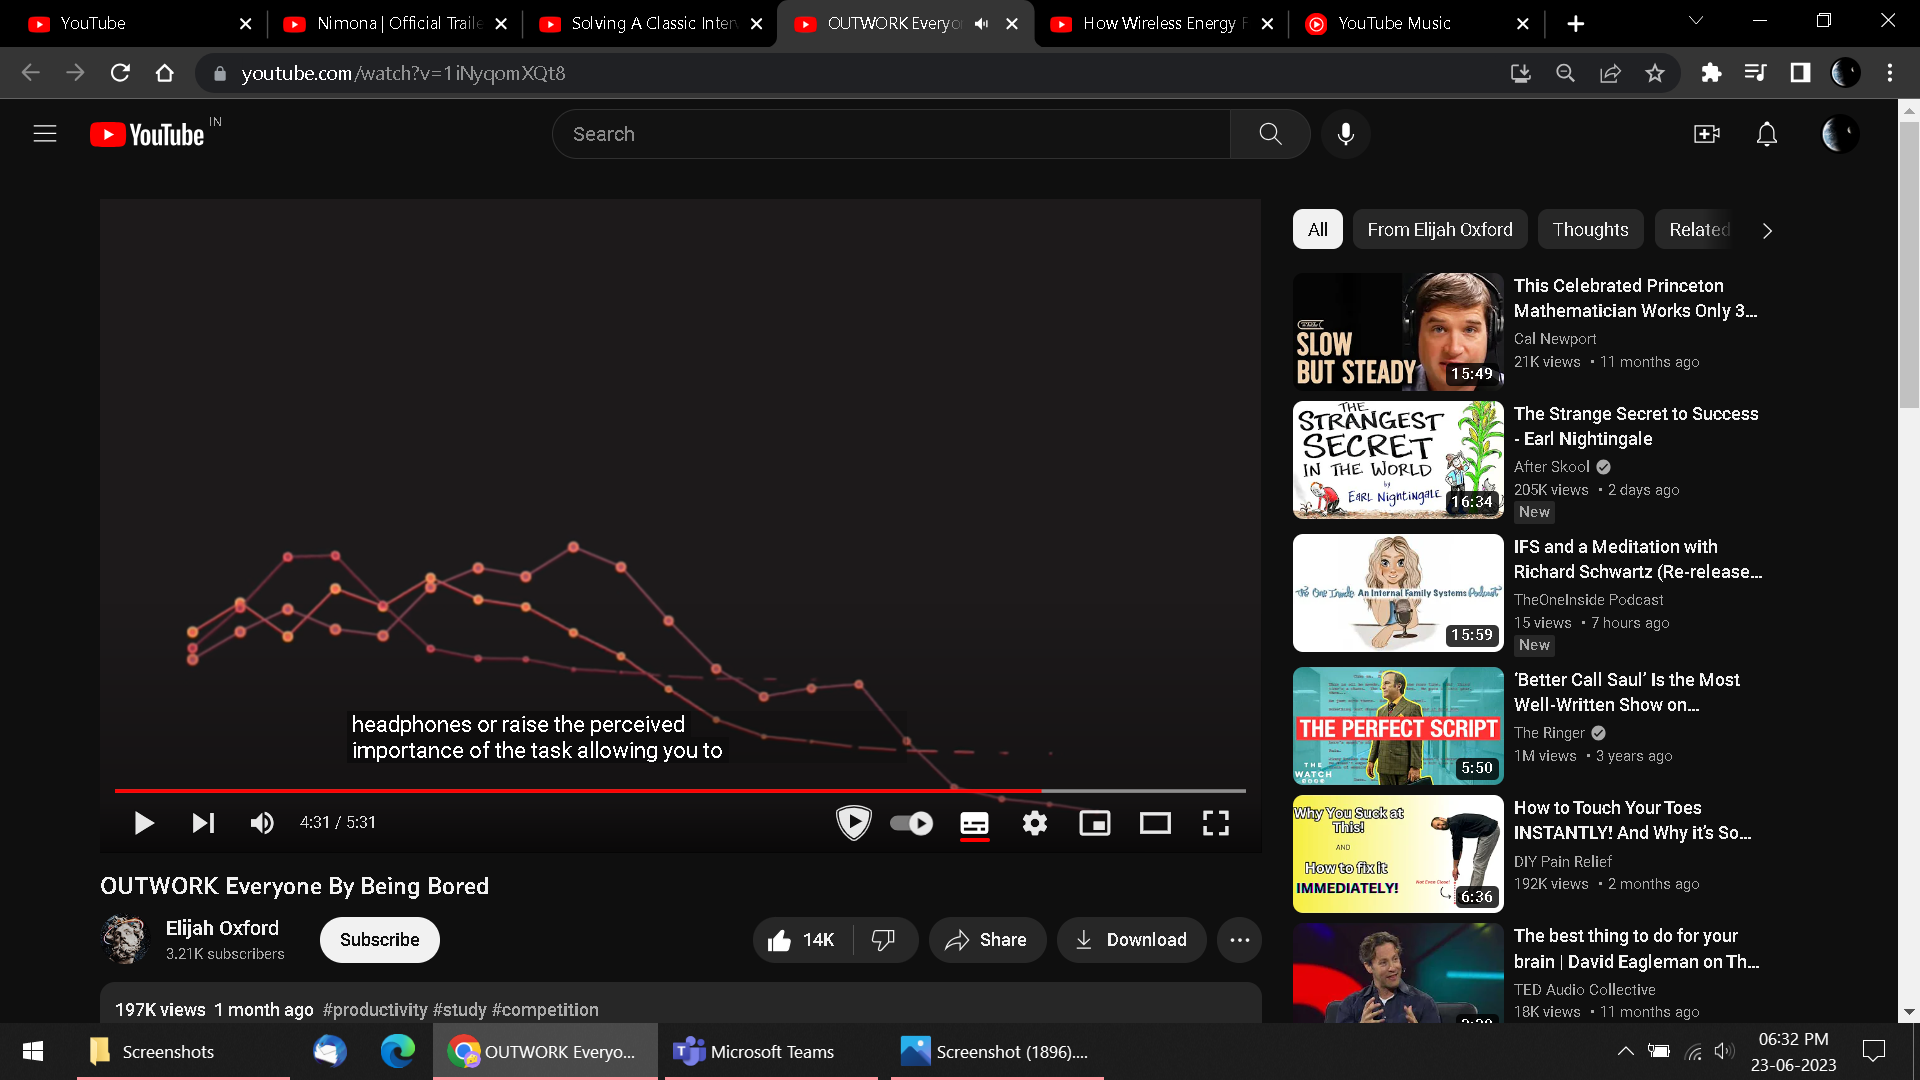 YouTube
Nimona | Official Traile
Solving A Classic Inter
OUTWORK Everyo
How Wireless Energy F
YouTube Music
youtube.com/watch?v=1iNyqomXQt8
YouTube IN
Search
All
From Elijah Oxford
Thoughts
Related
SLOW
BUT STEADY
15:49
This Celebrated Princeton
Mathematician Works Only 3...
Cal Newport
21K views • 11 months ago
THE
STRANGEST
SECRET
IN THE WORLD
by
EARL NIGHTINGALE
16:34
The Strange Secret to Success
- Earl Nightingale
After Skool
205K views • 2 days ago
New
The One Inside An Internal Family Systems Podcast
15:59
IFS and a Meditation with
Richard Schwartz (Re-release...
TheOneInside Podcast
15 views • 7 hours ago
New
THE PERFECT SCRIPT
THE
WATCH
5:50
'Better Call Saul' Is the Most
Well-Written Show on...
The Ringer
1M views • 3 years ago
Why You Suck at
This!
AND
How to fix it
IMMEDIATELY!
Not Even Close!
6:36
How to Touch Your Toes
INSTANTLY! And Why it's So...
DIY Pain Relief
192K views • 2 months ago
The best thing to do for your
brain | David Eagleman on Th...
TED Audio Collective
18K views • 11 months ago
headphones or raise the perceived
importance of the task allowing you to
4:31 / 5:31
OUTWORK Everyone By Being Bored
Elijah Oxford
3.21K subscribers
Subscribe
14K
Share
Download
197K views 1 month ago #productivity #study #competition
Screenshots
OUTWORK Everyo...
Microsoft Teams
Screenshot (1896)....
06:32 PM
23-06-2023